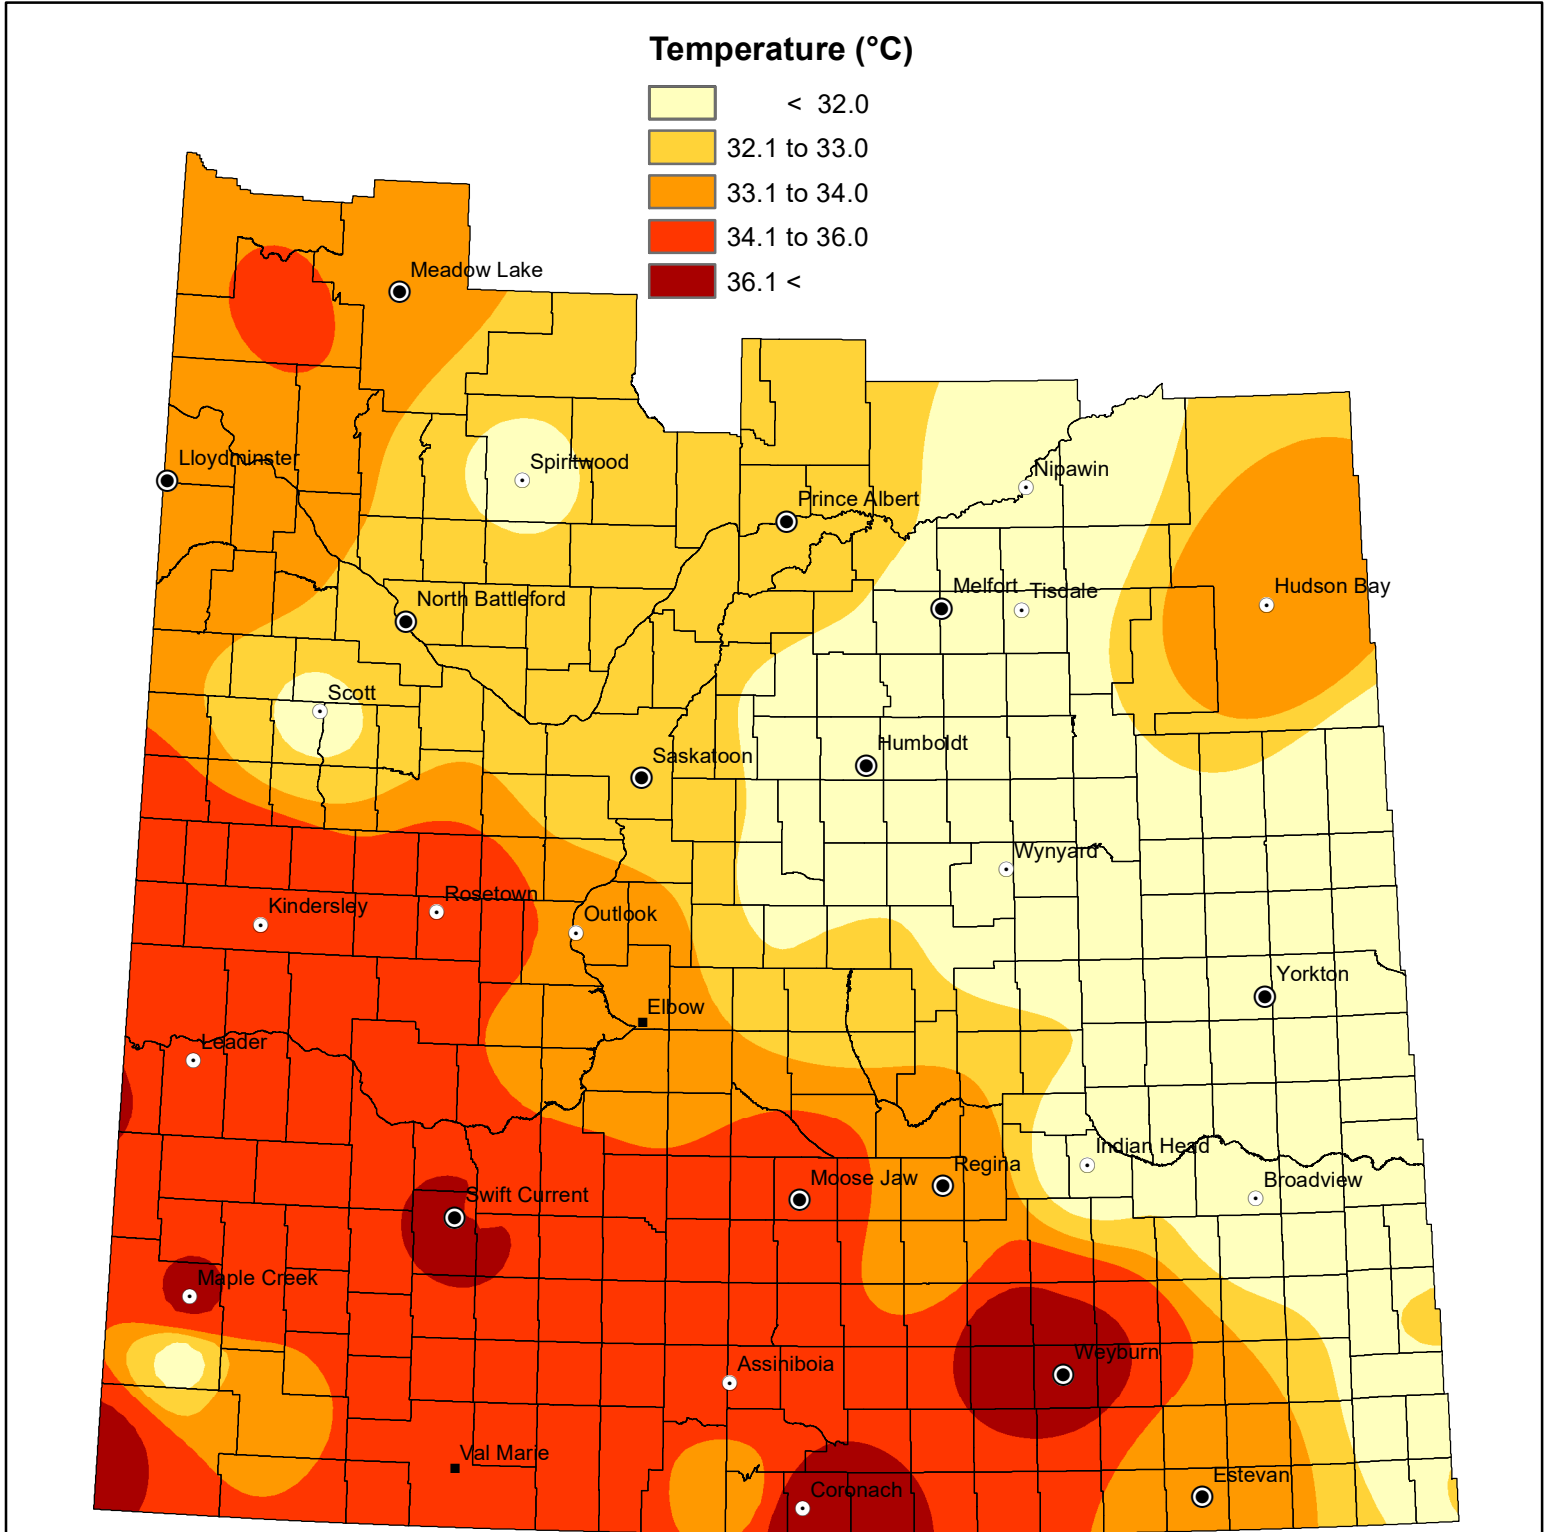 Temperature (°C)
< 32.0
32.1 to 33.0
33.1 to 34.0
34.1 to 36.0
36.1 <
Meadow Lake
Lloydminster
Spiritwood
Nipawin
Prince Albert
Melfort
Tisdale
Hudson Bay
North Battleford
Scott
Saskatoon
Humboldt
Wynyard
Rosetown
Kindersley
Outlook
Yorkton
Elbow
Leader
Indian Head
Regina
Moose Jaw
Broadview
Swift Current
Maple Creek
Weyburn
Assiniboia
Val Marie
Estevan
Coronach